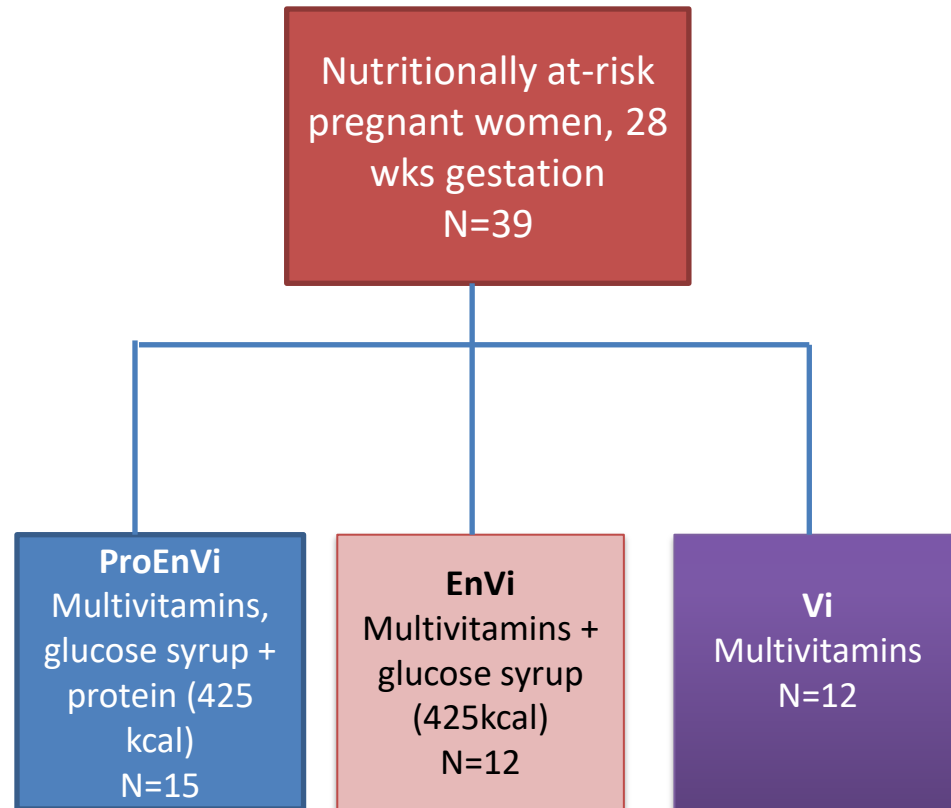 Nutritionally at-risk
pregnant women, 28
wks gestation
N=39
ProEnVi
Multivitamins,
glucose syrup +
protein (425
kcal)
N=15
EnVi
Multivitamins +
glucose syrup
(425kcal)
N=12
Vi
Multivitamins
N=12